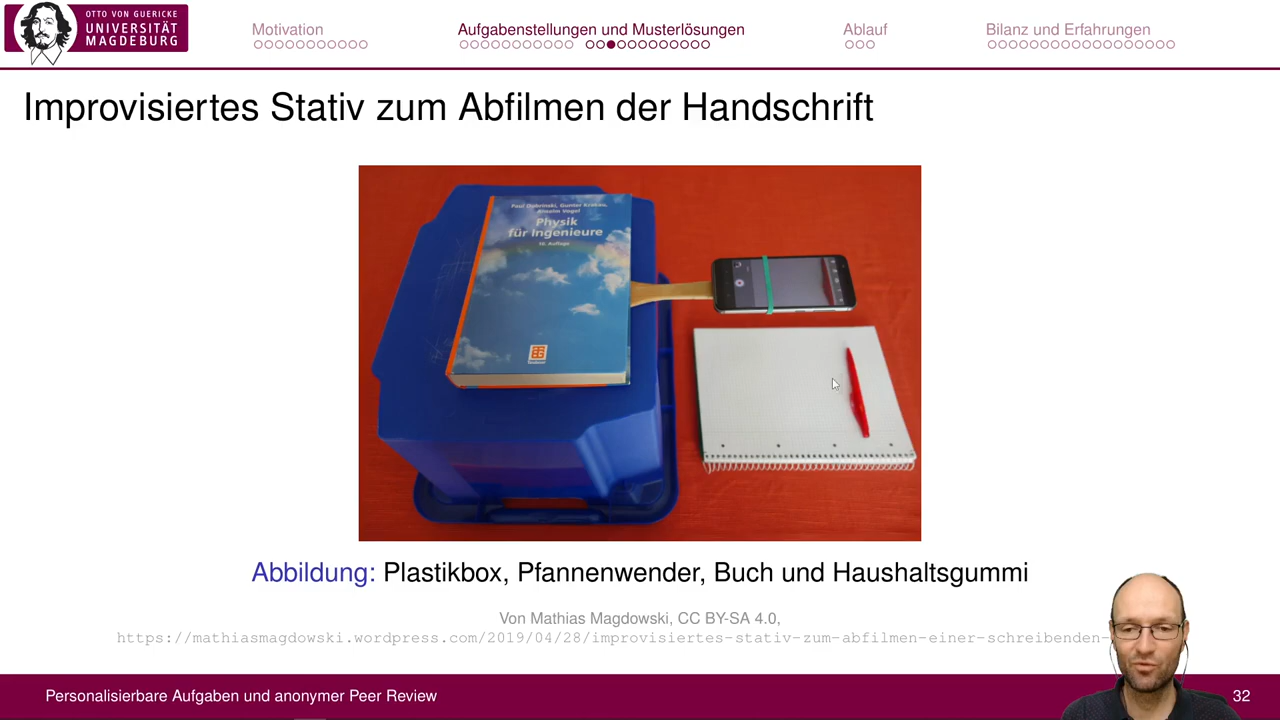 OTTO VON GUERICKE
UNIVERSITÄT
MAGDEBURG
Motivation
Aufgabenstellungen und Musterlösungen
Ablauf
Bilanz und Erfahrungen
Improvisiertes Stativ zum Abfilmen der Handschrift
Paul Dobrinski, Gunter Krakau,
Anselm Vogel
Physik
für Ingenieure
Abbildung: Plastikbox, Pfannenwender, Buch und Haushaltsgummi
Von Mathias Magdowski, CC BY-SA 4.0,
https://mathiasmagdowski.wordpress.com/2019/04/28/improvisiertes-stativ-zum-abfilmen-einer-schreibenden-
Personalisierbare Aufgaben und anonymer Peer Review
32